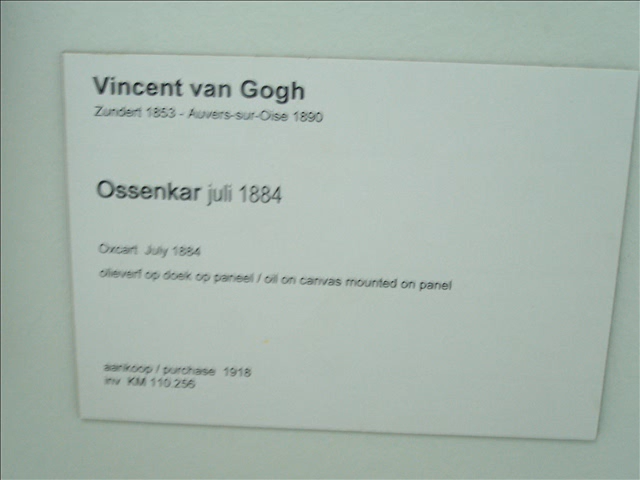 Vincent van Gogh
Zundert 1853 - Auvers-sur-Oise 1890
Ossenkar juli 1884
Oxcart July 1884
olieverf op doek op paneel / oil on canvas mounted on panel
aankoop / purchase 1918
inv KM 110.256